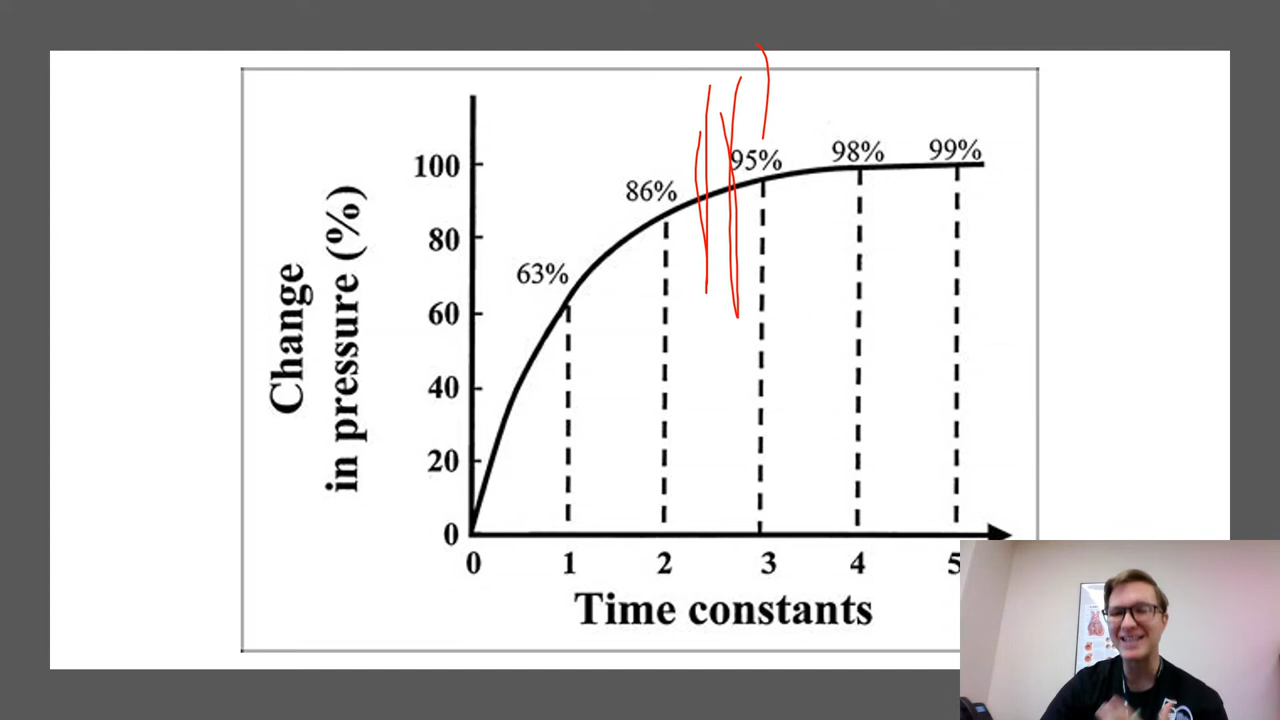 100
80
60
40
20
0
Change
in pressure (%)
63%
86%
95%
98%
99%
0 1 2 3 4 5
Time constants